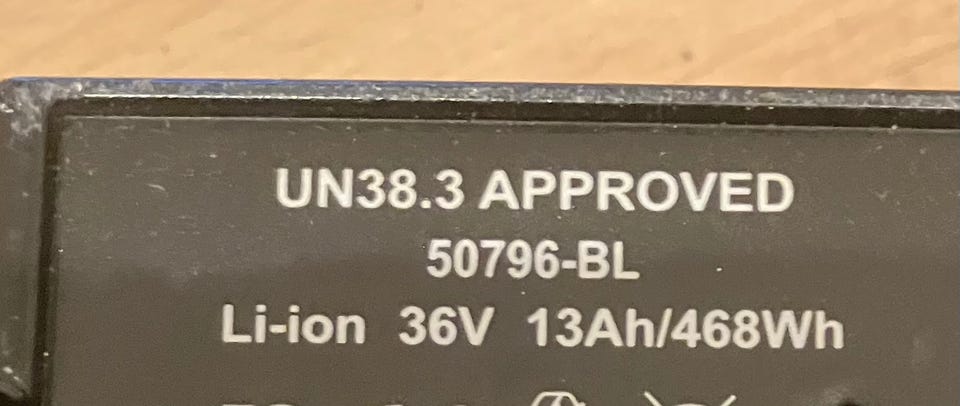 UN38.3 APPROVED
50796-BL
Li-ion 36V 13Ah/468Wh